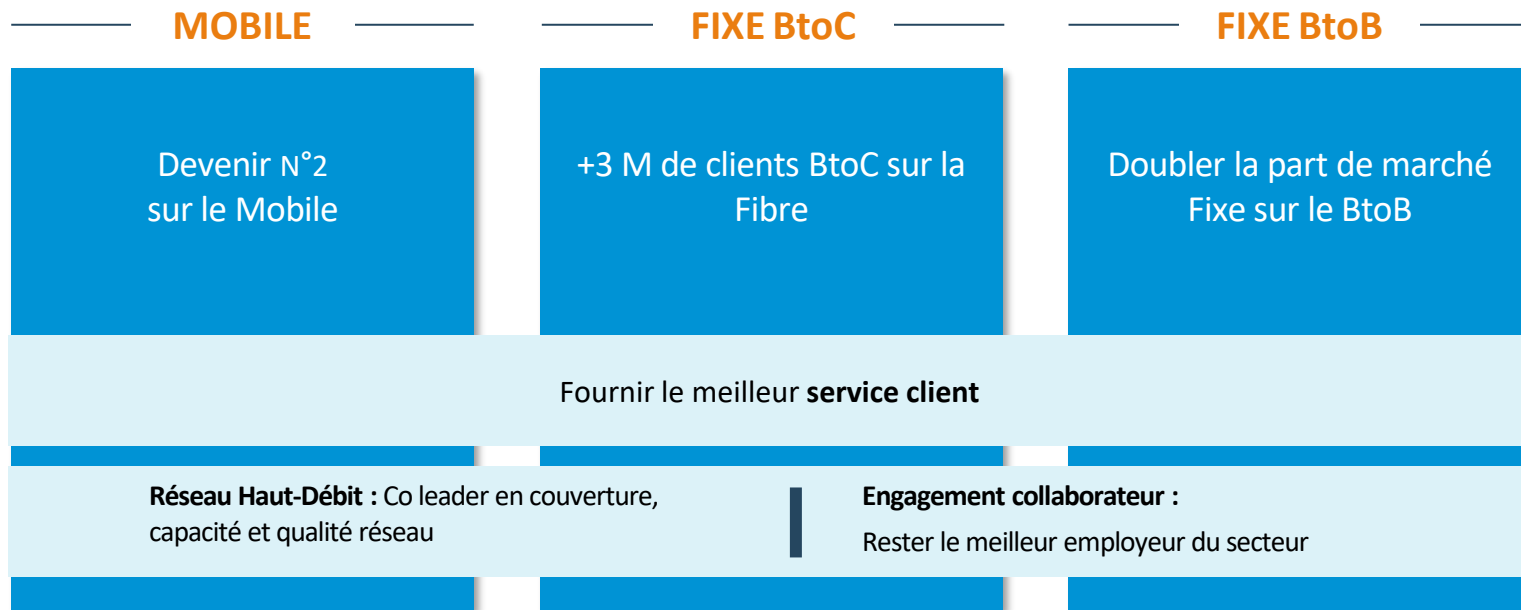 MOBILE
FIXE BtoC
FIXE BtoB
Devenir N°2
sur le Mobile
+3 M de clients BtoC sur la
Fibre
Doubler la part de marché
Fixe sur le BtoB
Fournir le meilleur service client
Réseau Haut-Débit : Co leader en couverture,
capacité et qualité réseau
Engagement collaborateur :
Rester le meilleur employeur du secteur